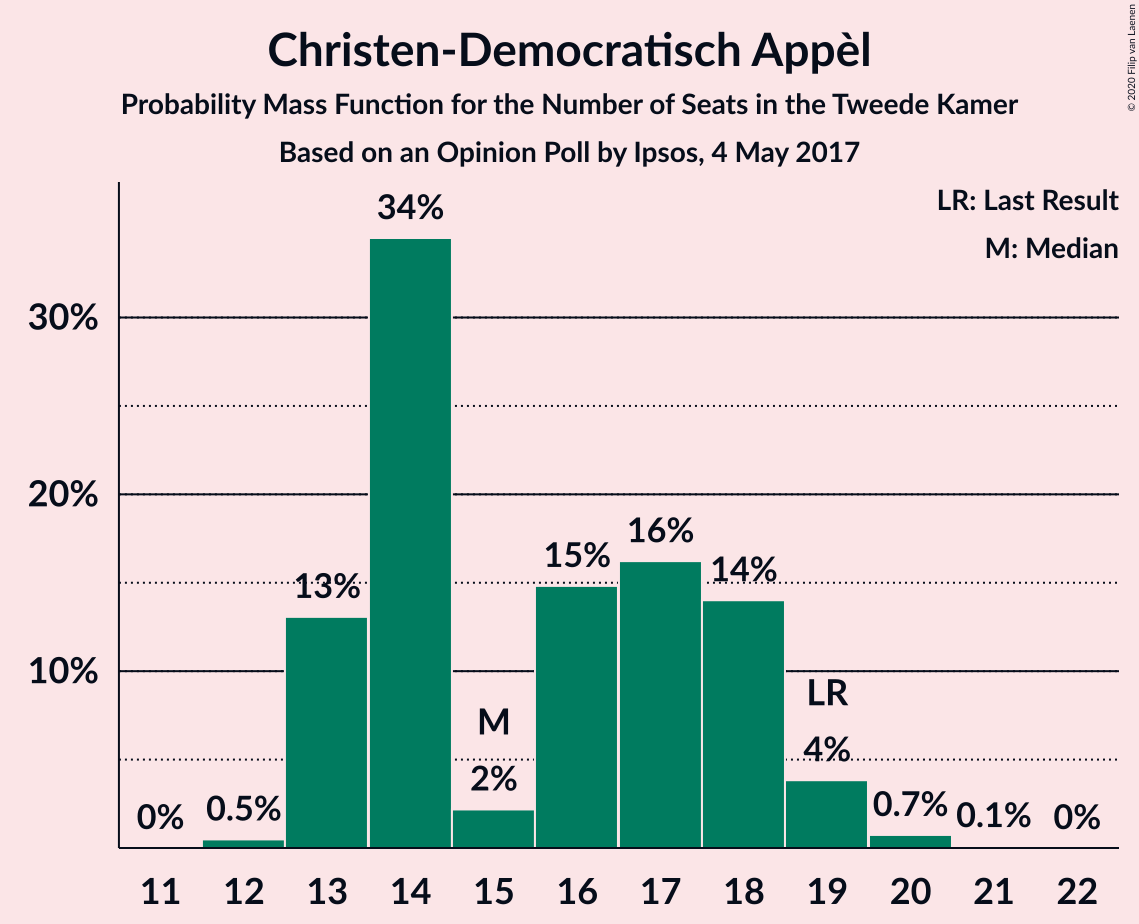 Christen-Democratisch Appèl
Probability Mass Function for the Number of Seats in the Tweede Kamer
Based on an Opinion Poll by Ipsos, 4 May 2017
© 2020 Filip van Laenen
LR: Last Result
M: Median
34%
30%
20%
16%
15%
14%
13%
10%
LR
M
4%
2%
0%
0.5%
0.7%
0.1%
0%
11 12 13 14 15 16 17 18 19 20 21 22